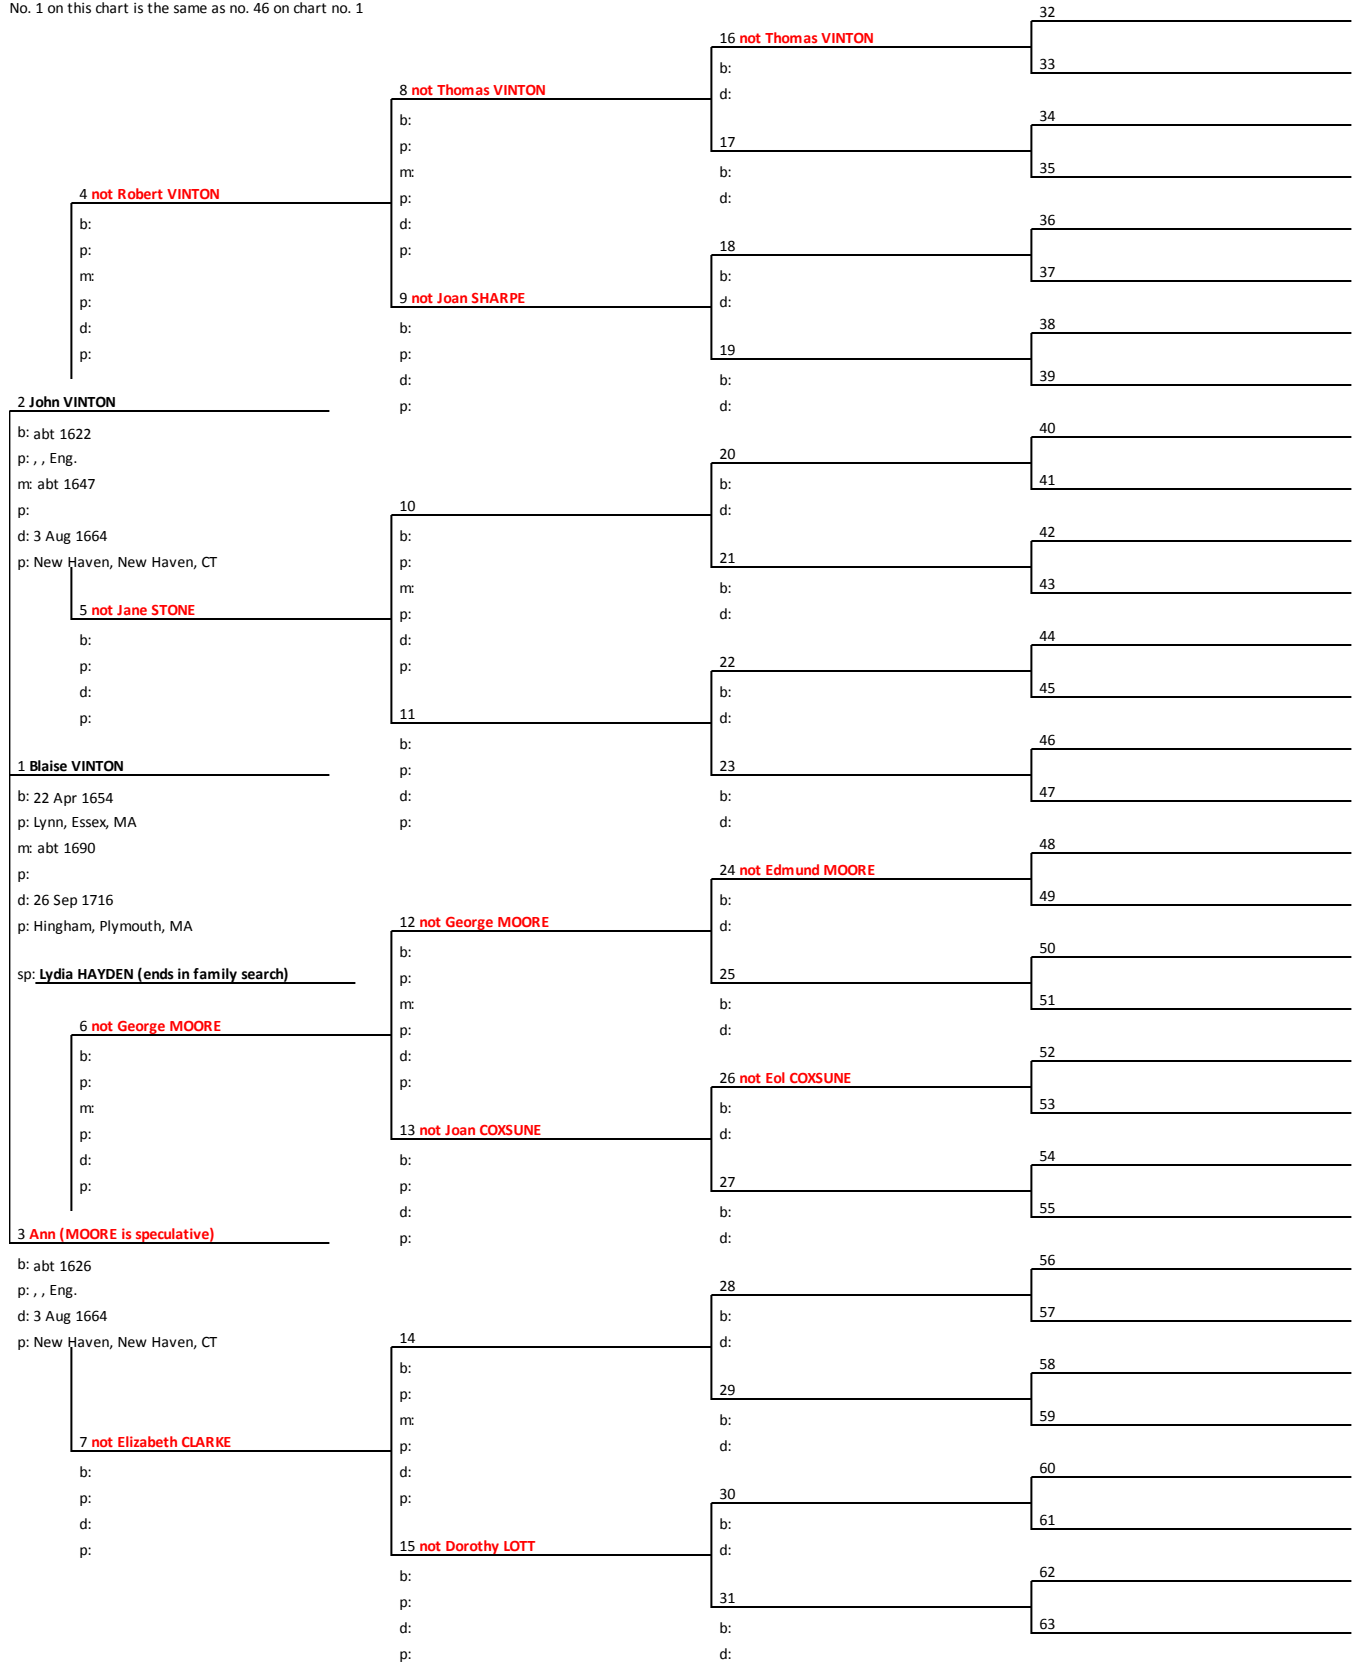 No. 1 on this chart is the same as no. 46 on chart no. 1
32
16 not Thomas VINTON
b:
33
d:
8 not Thomas VINTON
b:
p:
m:
p:
d:
p:
34
17
35
b:
d:
4 not Robert VINTON
b:
p:
m:
p:
d:
p:
36
18
37
b:
d:
9 not Joan SHARPE
b:
p:
d:
p:
38
19
39
b:
d:
2 John VINTON
b: abt 1622
p: , , Eng.
m: abt 1647
p:
d: 3 Aug 1664
p: New Haven, New Haven, CT
40
20
41
b:
d:
10
b:
p:
m:
p:
d:
p:
42
21
43
b:
d:
5 not Jane STONE
b:
p:
d:
p:
44
22
45
b:
d:
11
b:
p:
d:
p:
46
23
47
b:
d:
1 Blaise VINTON
b: 22 Apr 1654
p: Lynn, Essex, MA
m: abt 1690
p:
d: 26 Sep 1716
p: Hingham, Plymouth, MA
sp: Lydia HAYDEN (ends in family search)
48
24 not Edmund MOORE
49
b:
d:
12 not George MOORE
b:
p:
m:
p:
d:
p:
50
25
51
b:
d:
6 not George MOORE
b:
p:
m:
p:
d:
p:
52
26 not Eol COXSUNE
53
b:
d:
13 not Joan COXSUNE
b:
p:
d:
p:
54
27
55
b:
d:
3 Ann (MOORE is speculative)
b: abt 1626
p: , , Eng.
d: 3 Aug 1664
p: New Haven, New Haven, CT
56
28
57
b:
d:
14
b:
p:
m:
p:
d:
p:
58
29
59
b:
d:
7 not Elizabeth CLARKE
b:
p:
d:
p:
60
30
61
b:
d:
15 not Dorothy LOTT
b:
p:
d:
p:
62
31
63
b:
d: